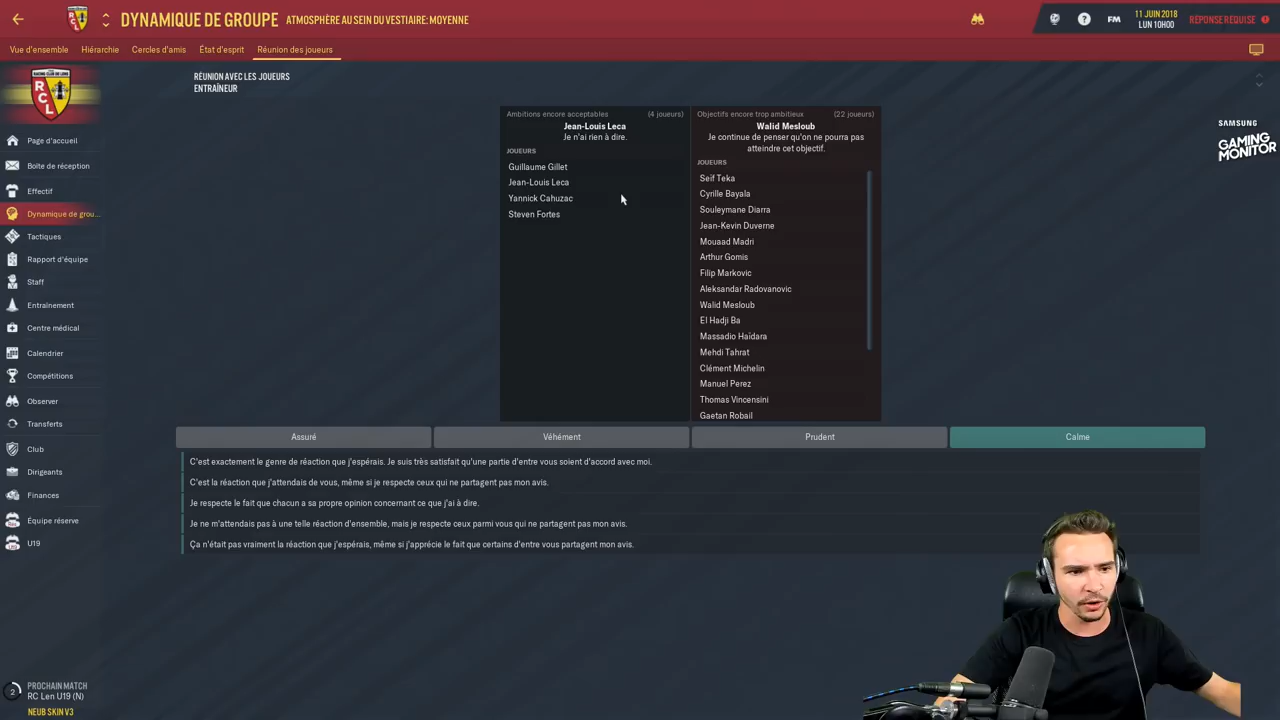 DYNAMIQUE DE GROUPE
ATMOSPHÈRE AU SEIN DU VESTIAIRE: MOYENNE
FM
11 JUIN 2018
LUN 10H00
RÉPONSE REQUISE
Vue d'ensemble
Hiérarchie
Cercles d'amis
État d'esprit
Réunion des joueurs
RACING CLUB DE LENS
RCL
RÉUNION AVEC LES JOUEURS
ENTRAÎNEUR
Page d'accueil
Boîte de réception
Effectif
Dynamique de grou...
Tactiques
Rapport d'équipe
Staff
Entraînement
Centre médical
Calendrier
Compétitions
Observer
Transferts
Club
Dirigeants
Finances
Équipe réserve
U19
Ambitions encore acceptables (4 joueurs)
Jean-Louis Leca
Je n'ai rien à dire.
JOUEURS
Guillaume Gillet
Jean-Louis Leca
Yannick Cahuzac
Steven Fortes
Objectifs encore trop ambitieux (22 joueurs)
Walid Mesloub
Je continue de penser qu'on ne pourra pas
atteindre cet objectif.
JOUEURS
Seïf Teka
Cyrille Bayala
Souleymane Diarra
Jean-Kevin Duverne
Mouaad Madri
Arthur Gomis
Filip Markovic
Aleksandar Radovanovic
Walid Mesloub
El Hadji Ba
Massadio Haïdara
Mehdi Tahrat
Clément Michelin
Manuel Perez
Thomas Vincensini
Gaetan Robail
SAMSUNG
GAMING
MONITOR
Assuré
Véhément
Prudent
Calme
C'est exactement le genre de réaction que j'espérais. Je suis très satisfait qu'une partie d'entre vous soient d'accord avec moi.
C'est la réaction que j'attendais de vous, même si je respecte ceux qui ne partagent pas mon avis.
Je respecte le fait que chacun a sa propre opinion concernant ce que j'ai à dire.
Je ne m'attendais pas à une telle réaction d'ensemble, mais je respecte ceux parmi vous qui ne partagent pas mon avis.
Ça n'était pas vraiment la réaction que j'espérais, même si j'apprécie le fait que certains d'entre vous partagent mon avis.
2
PROCHAIN MATCH
RC Len U19 (N)
NEUB SKIN V3